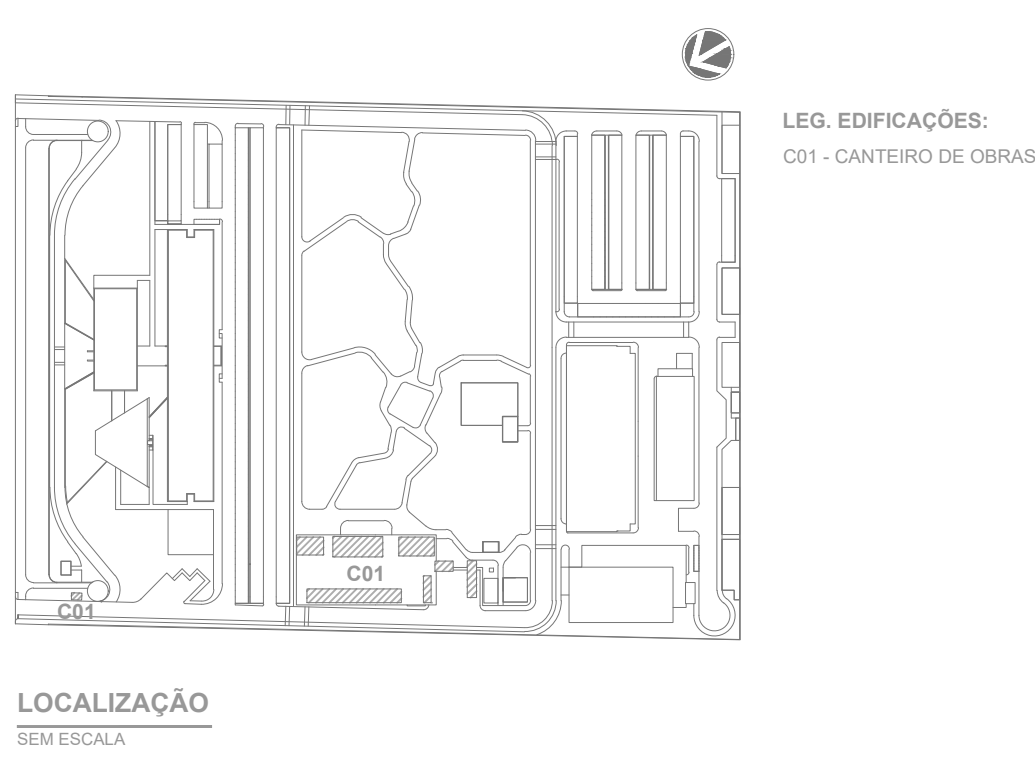 LEG. EDIFICAÇÕES:
C01 - CANTEIRO DE OBRAS
C01
C01
LOCALIZAÇÃO
SEM ESCALA